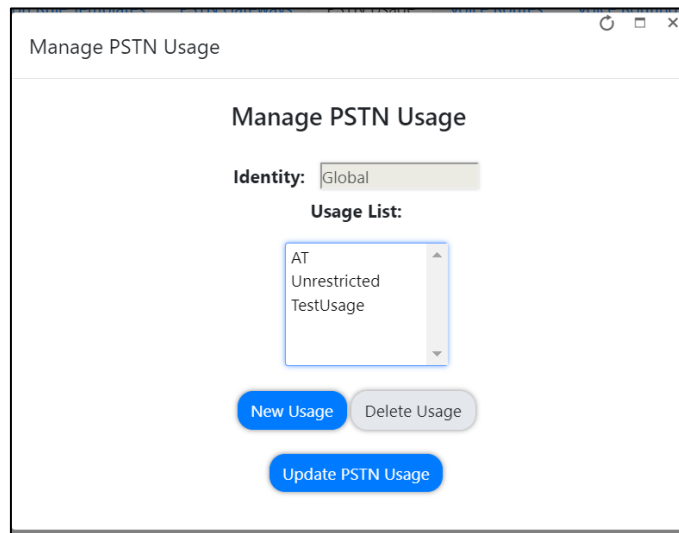 Manage PSTN Usage
Manage PSTN Usage
Identity: Global
Usage List:
AT
Unrestricted
TestUsage
New Usage Delete Usage
Update PSTN Usage